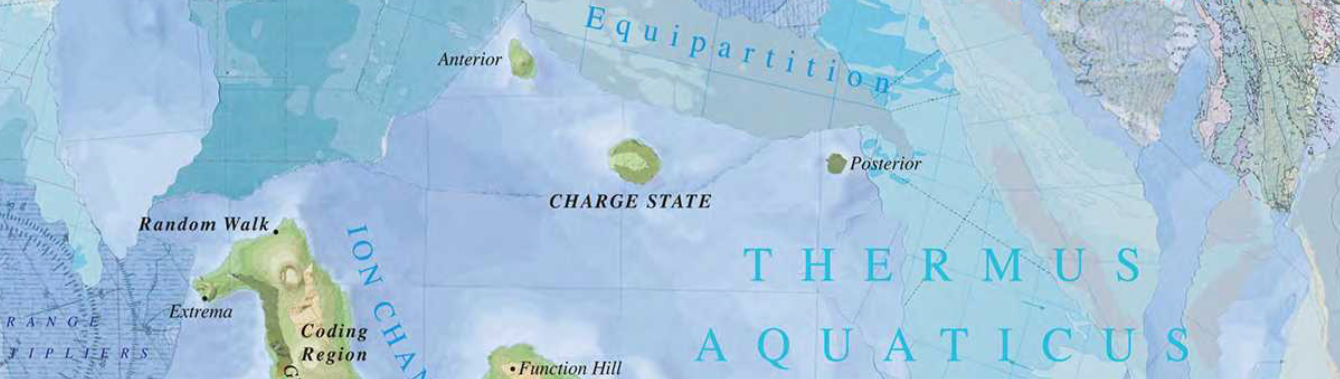 Equipartition
Anterior
Posterior
CHARGE STATE
Random Walk
ION CHAN
THERMUS
AQUATICUS
Extrema
RANGE
TIPLIERS
Coding
Region
Function Hill